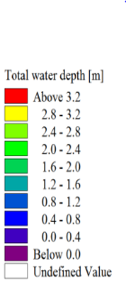 Total water depth [m]
Above 3.2
2.8 - 3.2
2.4 - 2.8
2.0 - 2.4
1.6 - 2.0
1.2 - 1.6
0.8 - 1.2
0.4 - 0.8
0.0 - 0.4
Below 0.0
Undefined Value